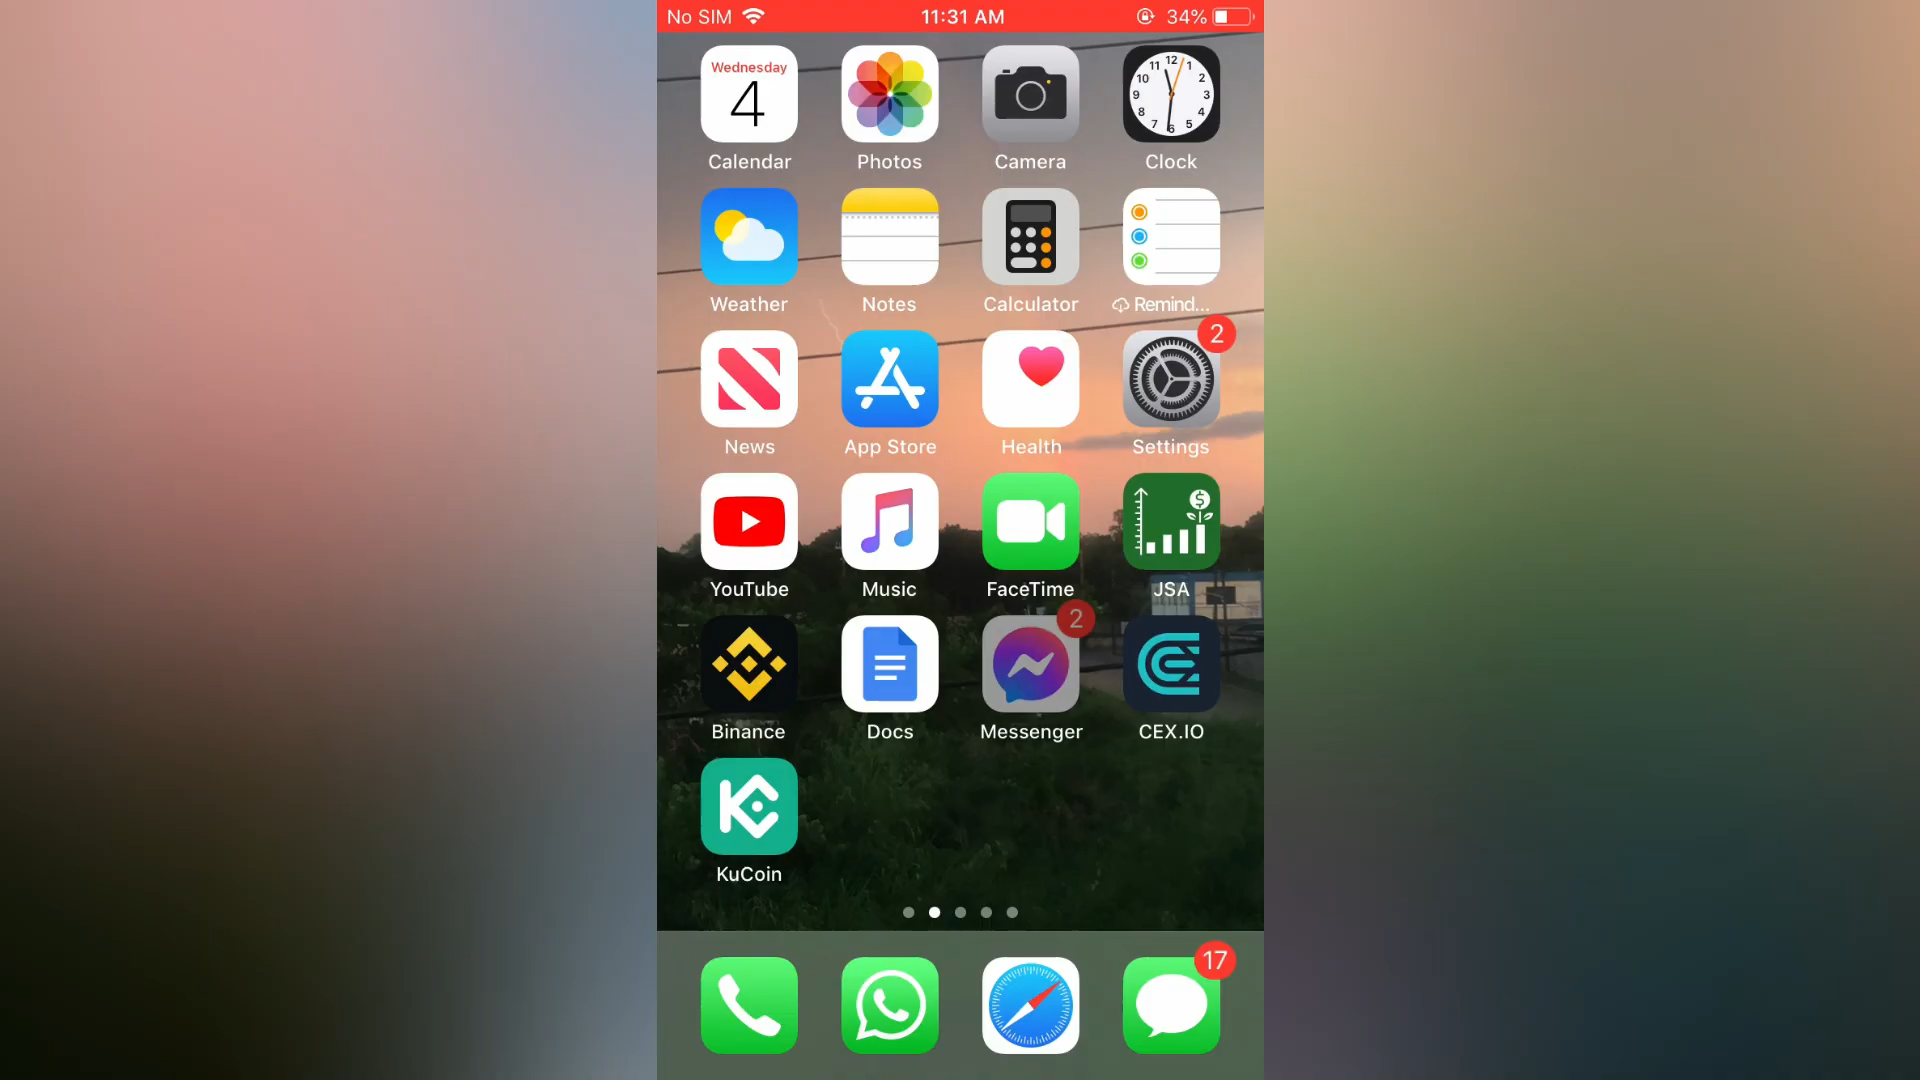 No SIM 11:31 AM 34%
Wednesday
4
Calendar Photos Camera Clock
Weather Notes Calculator Remind...
2
News App Store Health Settings
YouTube Music FaceTime JSA
2
Binance Docs Messenger CEX.IO
KuCoin
17